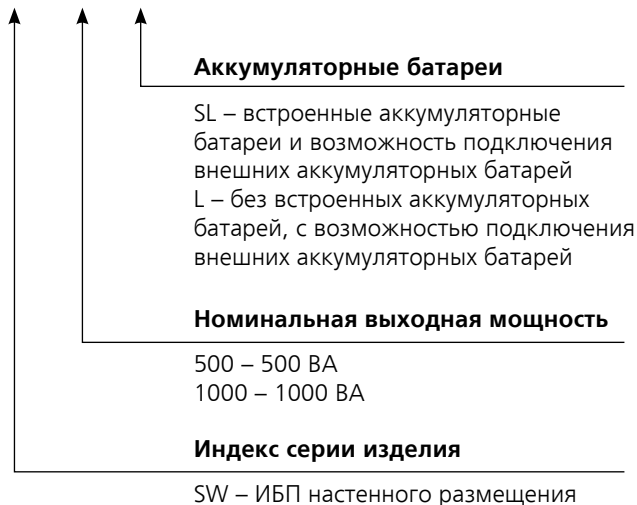 Аккумуляторные батареи
SL – встроенные аккумуляторные
батареи и возможность подключения
внешних аккумуляторных батарей
L – без встроенных аккумуляторных
батарей, с возможностью подключения
внешних аккумуляторных батарей
Номинальная выходная мощность
500 – 500 ВА
1000 – 1000 ВА
Индекс серии изделия
SW – ИБП настенного размещения